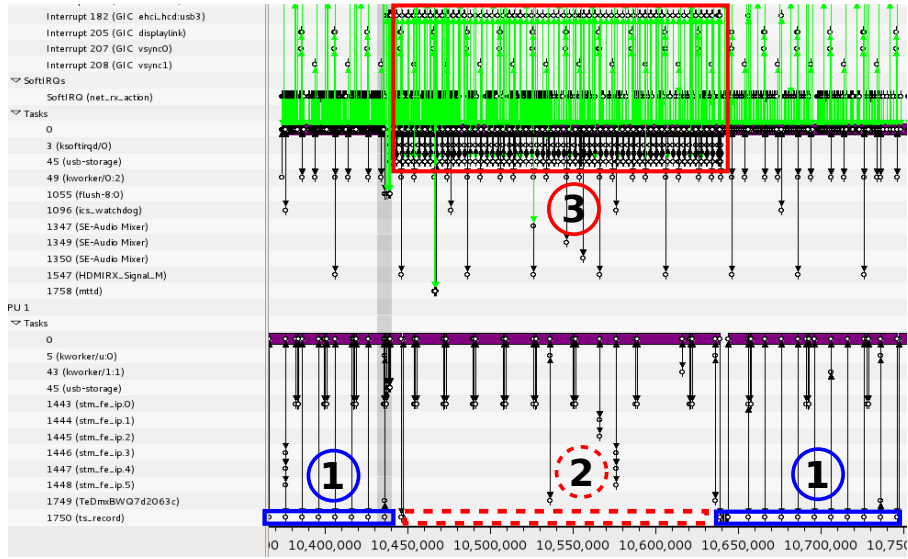 Interrupt 182 (GIC ehci_hcd:usb3)
Interrupt 205 (GIC displaylink)
Interrupt 207 (GIC vsync0)
Interrupt 208 (GIC vsync1)
SoftIRQs
SoftIRQ (net_rx_action)
Tasks
0
3 (ksoftirqd/0)
45 (usb-storage)
49 (kworker/0:2)
1055 (flush-8:0)
1096 (ics_watchdog)
1347 (SE-Audio Mixer)
1349 (SE-Audio Mixer)
1350 (SE-Audio Mixer)
1547 (HDMIRX_Signal_M)
1758 (mttd)
3
PU 1
Tasks
0
5 (kworker/u:0)
43 (kworker/1:1)
45 (usb-storage)
1443 (stm_fe_ip.0)
1444 (stm_fe_ip.1)
1445 (stm_fe_ip.2)
1446 (stm_fe_ip.3)
1447 (stm_fe_ip.4)
1448 (stm_fe_ip.5)
1749 (TeDmxBWQ7d2063c)
1750 (ts_record)
1 2 1
00 10,400,000 10,450,000 10,500,000 10,550,000 10,600,000 10,650,000 10,700,000 10,750